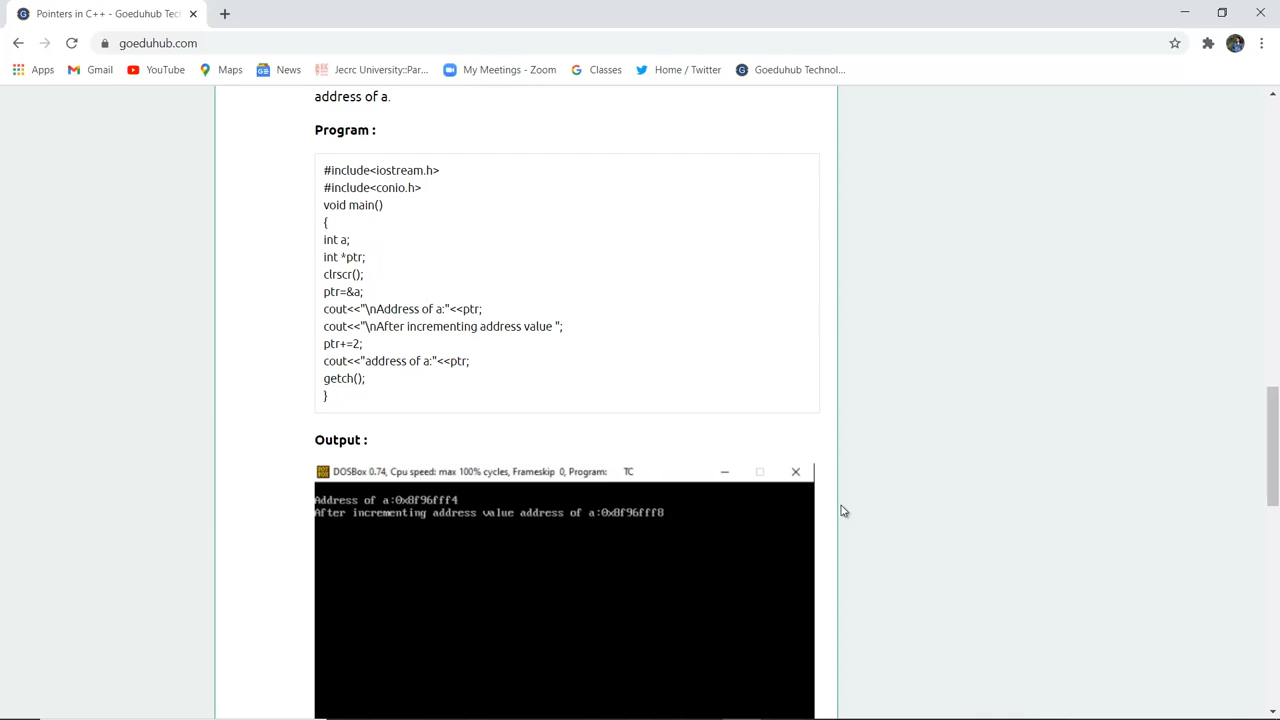 Pointers in C++ - Goeduhub Tec
goeduhub.com
Apps
Gmail
YouTube
Maps
News
Jecrc University::Par...
My Meetings - Zoom
Classes
Home / Twitter
Goeduhub Technol...
address of a.
Program :
#include<iostream.h>
#include<conio.h>
void main()
{
int a;
int *ptr;
clrscr();
ptr=&a;
cout<<"\nAddress of a:"<<ptr;
cout<<"\nAfter incrementing address value ";
ptr+=2;
cout<<"address of a:"<<ptr;
getch();
}
Output :
DOSBox 0.74, Cpu speed: max 100% cycles, Frameskip 0, Program: TC
Address of a:0x8f96fff4
After incrementing address value address of a:0x8f96fff8